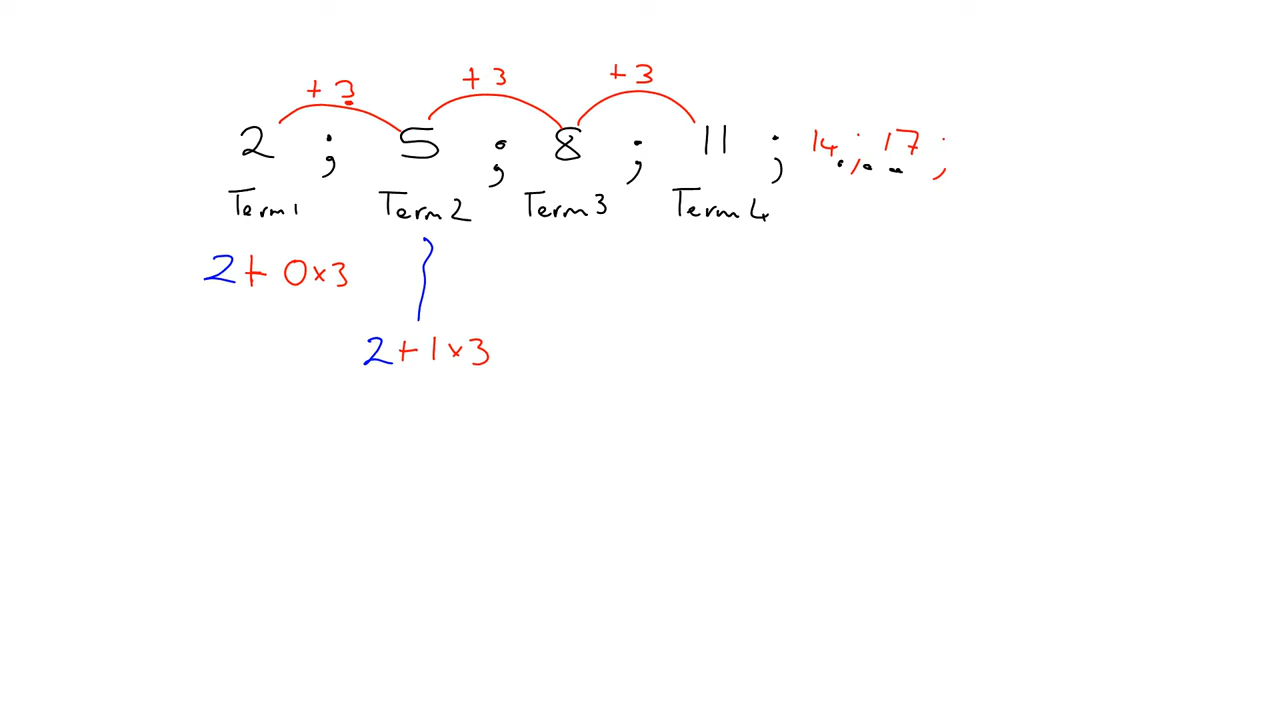 +3 +3 +3
2 ; 5 ; 8 ; 11 ; 14 ; 17 ;
Term 1 Term 2 Term 3 Term 4
2 + 0 x 3
2 + 1 x 3